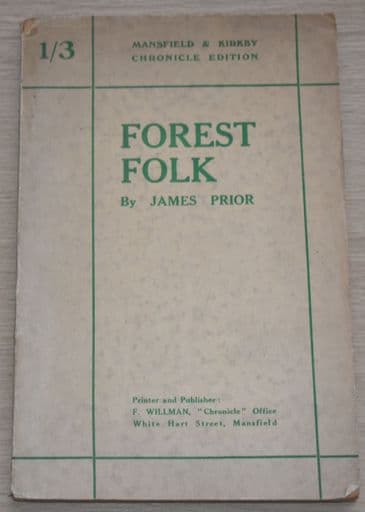 1/3
MANSFIELD & KIRKBY
CHRONICLE EDITION
FOREST
FOLK
By JAMES PRIOR
Printer and Publisher:
F. WILLMAN, "Chronicle" Office
White Hart Street, Mansfield